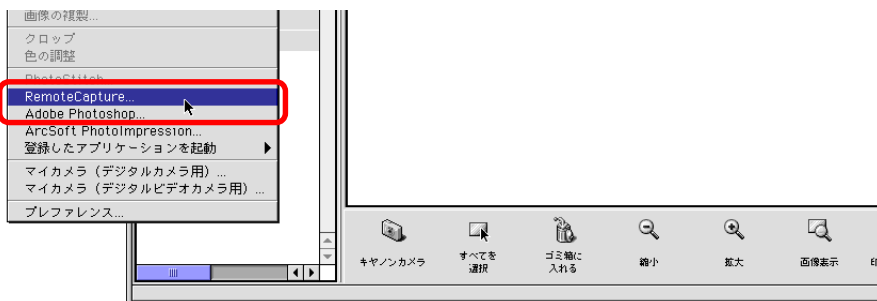 画像の複製...
クロップ
色の調整
PhotoStitch...
RemoteCapture...
Adobe Photoshop...
ArcSoft PhotoImpression...
登録したアプリケーションを起動
マイカメラ（デジタルカメラ用）...
マイカメラ（デジタルビデオカメラ用）...
プレファレンス...
キヤノンカメラ
すべてを
選択
ゴミ箱に
入れる
縮小
拡大
画像表示